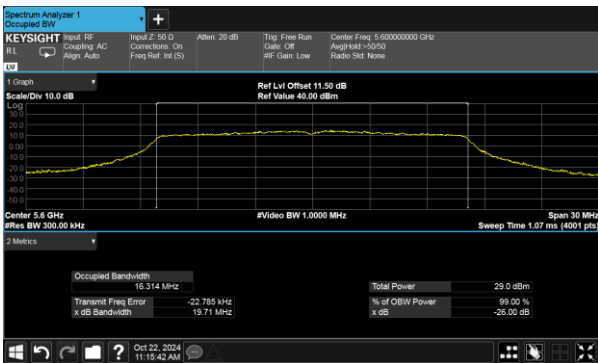 Spectrum Analyzer 1
Occupied BW
+
KEYSIGHT
RL
LXI
Input: RF
Coupling: AC
Align: Auto
Input Z: 50 Ω
Corrections: On
Freq Ref: Int (S)
Atten: 20 dB
Trig: Free Run
Gate: Off
#IF Gain: Low
Center Freq: 5.600000000 GHz
Avg|Hold:>50/50
Radio Std: None
1 Graph
Scale/Div 10.0 dB
Ref Lvl Offset 11.50 dB
Ref Value 40.00 dBm
Log
30.0
20.0
10.0
0.00
-10.0
-20.0
-30.0
-40.0
-50.0
Center 5.6 GHz
#Video BW 1.0000 MHz
Span 30 MHz
#Res BW 300.00 kHz
Sweep Time 1.07 ms (4001 pts)
2 Metrics
Occupied Bandwidth
16.314 MHz
Total Power 29.0 dBm
Transmit Freq Error -22.785 kHz
% of OBW Power 99.00 %
x dB Bandwidth 19.71 MHz
x dB -26.00 dB
?
Oct 22, 2024
11:15:42 AM